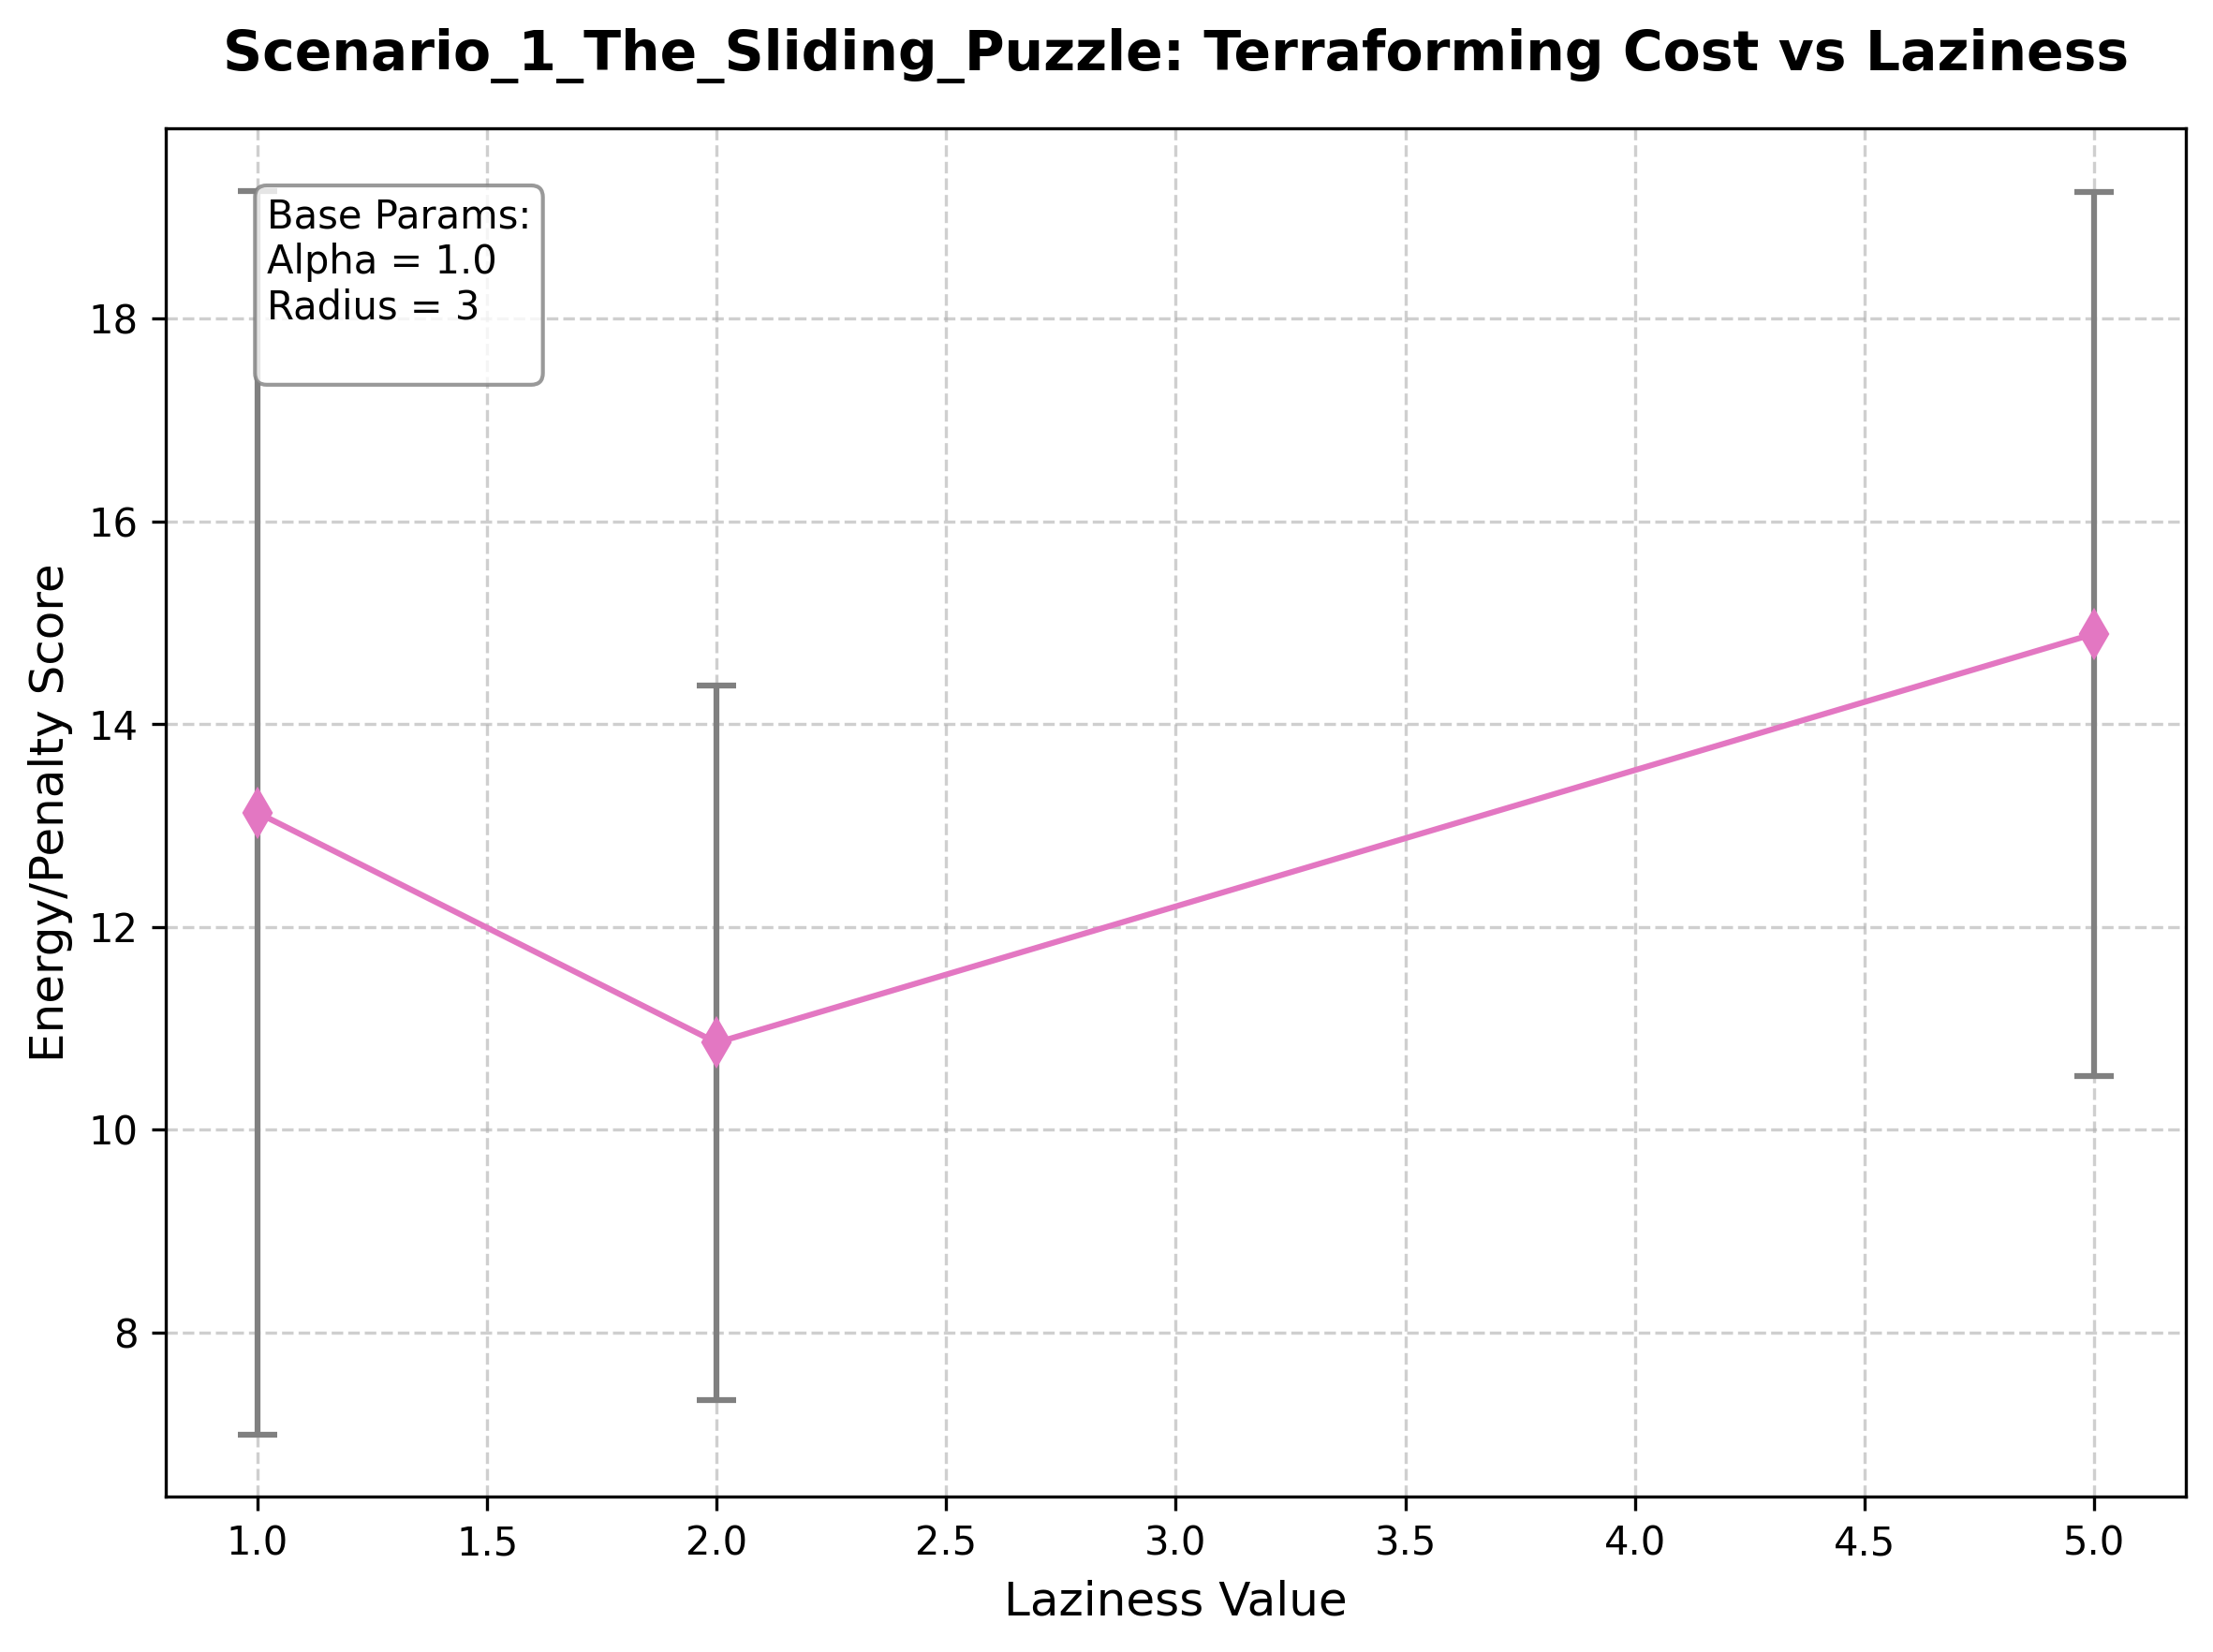 Scenario_1_The_Sliding_Puzzle: Terraforming Cost vs Laziness
Base Params:
Alpha = 1.0
Radius = 3
18
16
14
12
10
8
Energy/Penalty Score
1.0 1.5 2.0 2.5 3.0 3.5 4.0 4.5 5.0
Laziness Value